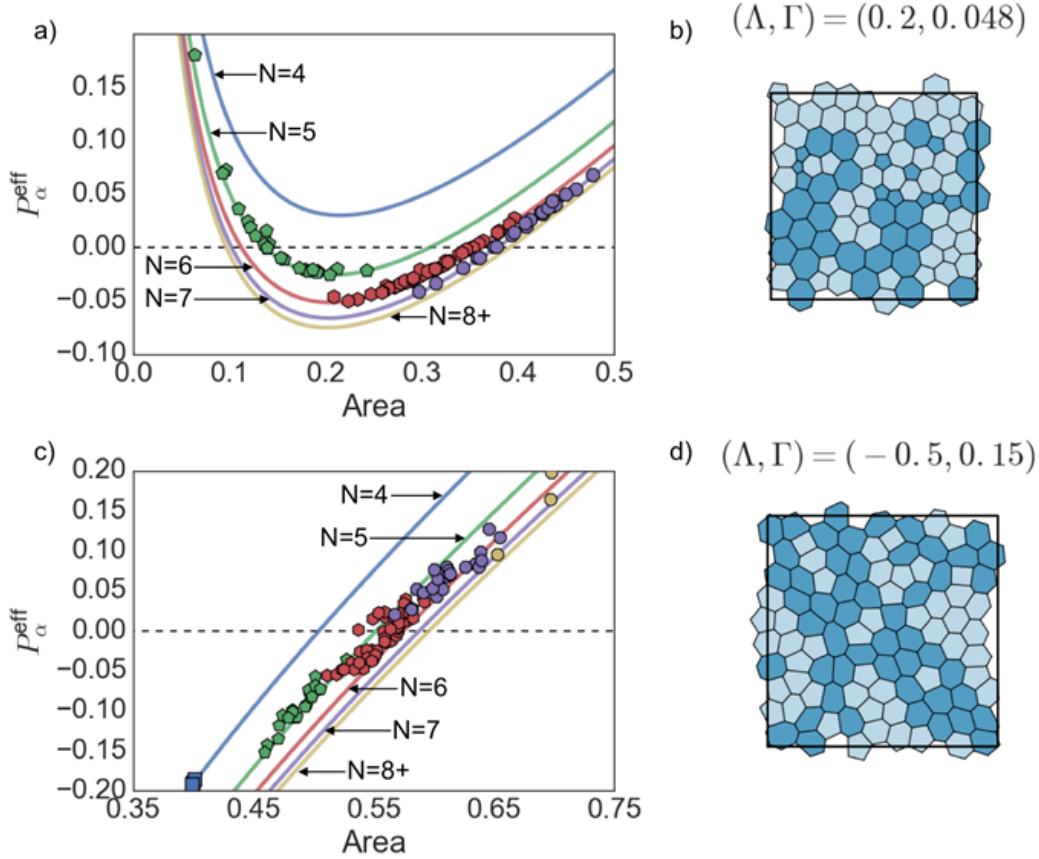 a)
0.15
0.10
0.05
0.00
−0.05
−0.10
P_α^eff
N=4
N=5
N=6
N=7
N=8+
0.0 0.1 0.2 0.3 0.4 0.5
Area
b) (Λ, Γ) = (0.2, 0.048)
c)
0.20
0.15
0.10
0.05
0.00
−0.05
−0.10
−0.15
−0.20
P_α^eff
N=4
N=5
N=6
N=7
N=8+
0.35 0.45 0.55 0.65 0.75
Area
d) (Λ, Γ) = (−0.5, 0.15)